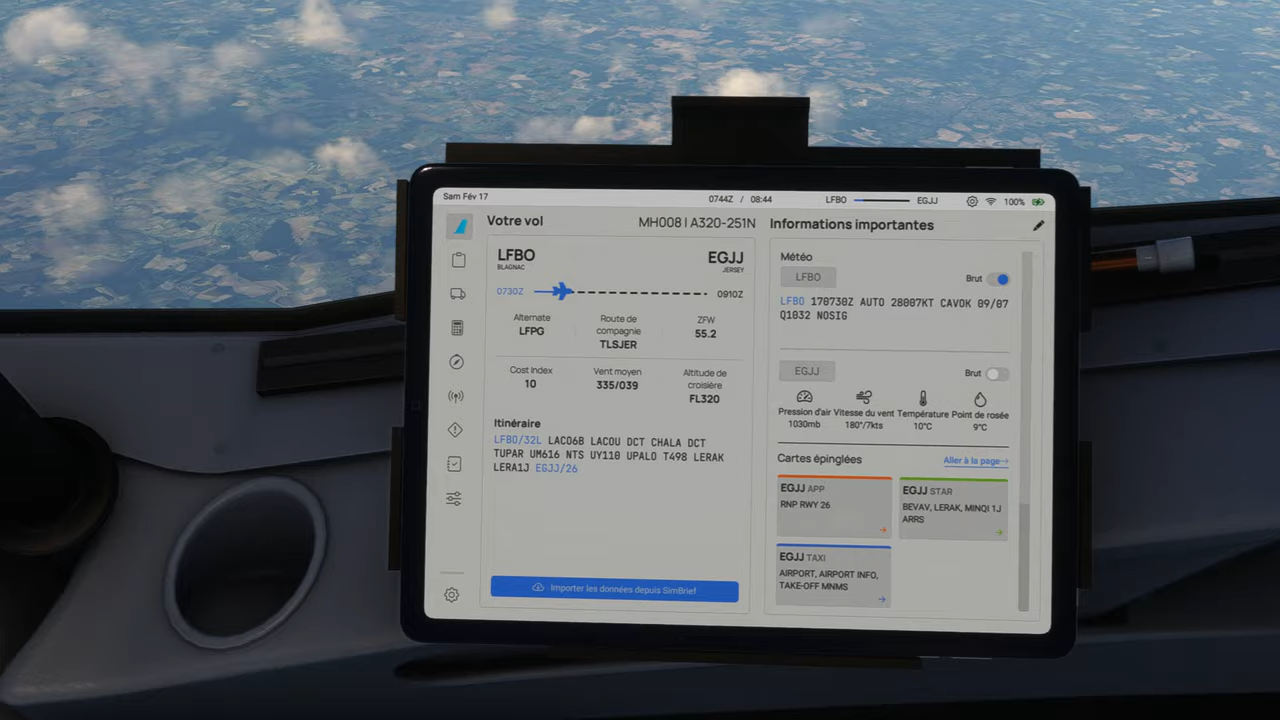 Sam Fév 17
0744Z / 08:44
LFBO EGJJ
100%
Votre vol
MH008 | A320-251N
LFBO
BLAGNAC
EGJJ
JERSEY
0730Z
0910Z
Alternate
LFPG
Route de
compagnie
TLSJER
ZFW
55.2
Cost Index
10
Vent moyen
335/039
Altitude de
croisière
FL320
Itinéraire
LFBO/32L LACO6B LACOU DCT CHALA DCT
TUPAR UM616 NTS UY110 UPALO T498 LERAK
LERA1J EGJJ/26
Importer les données depuis SimBrief
Informations importantes
Météo
LFBO
Brut
LFBO 170730Z AUTO 28007KT CAVOK 09/07
Q1032 NOSIG
EGJJ
Brut
Pression d'air
1030mb
Vitesse du vent
180°/7kts
Température
10°C
Point de rosée
9°C
Cartes épinglées
Aller à la page→
EGJJ APP
RNP RWY 26
→
EGJJ STAR
BEVAV, LERAK, MINQI 1J
ARRS
→
EGJJ TAXI
AIRPORT, AIRPORT INFO,
TAKE-OFF MNMS
→